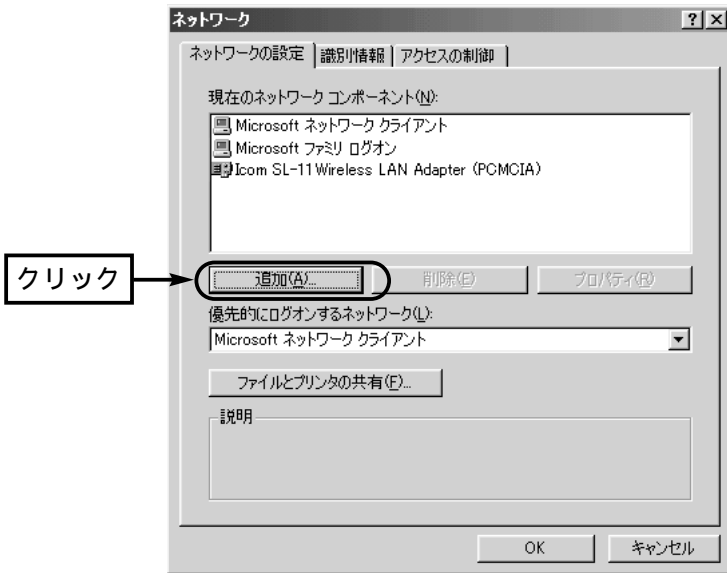 ネットワーク
ネットワークの設定 識別情報 アクセスの制御
現在のネットワーク コンポーネント(N):
Microsoft ネットワーク クライアント
Microsoft ファミリ ログオン
Icom SL-11 Wireless LAN Adapter (PCMCIA)
クリック
追加(A)... 削除(E) プロパティ(R)
優先的にログオンするネットワーク(L):
Microsoft ネットワーク クライアント
ファイルとプリンタの共有(F)...
説明
OK キャンセル